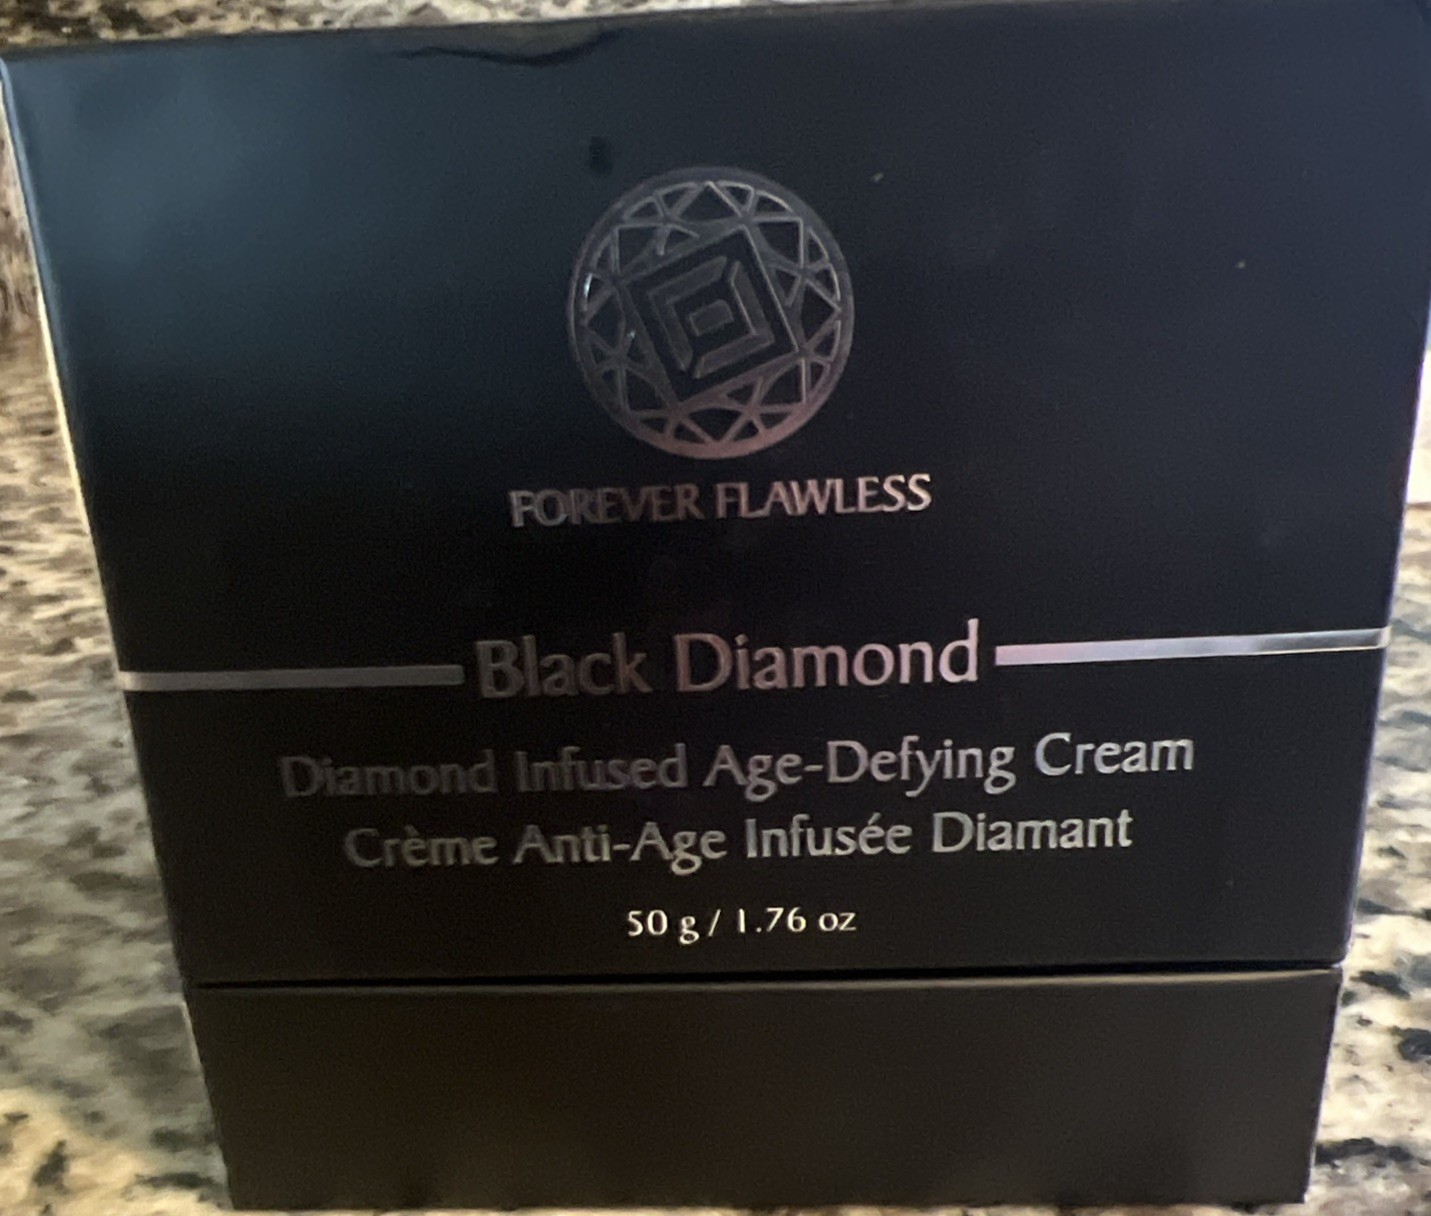 FOREVER FLAWLESS
Black Diamond
Diamond Infused Age-Defying Cream
Crème Anti-Age Infusée Diamant
50 g / 1.76 oz